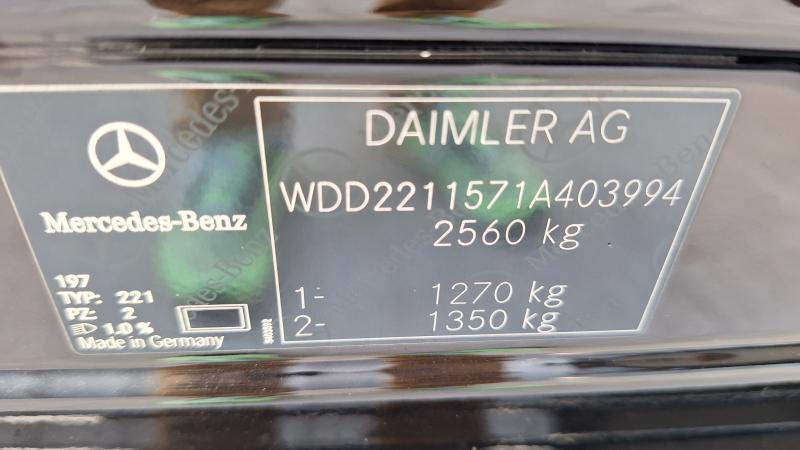 Mercedes-Benz
197
TYP: 221
PZ: 2
1.0 %
Made in Germany
DAIMLER AG
WDD2211571A403994
2560 kg
1- 1270 kg
2- 1350 kg